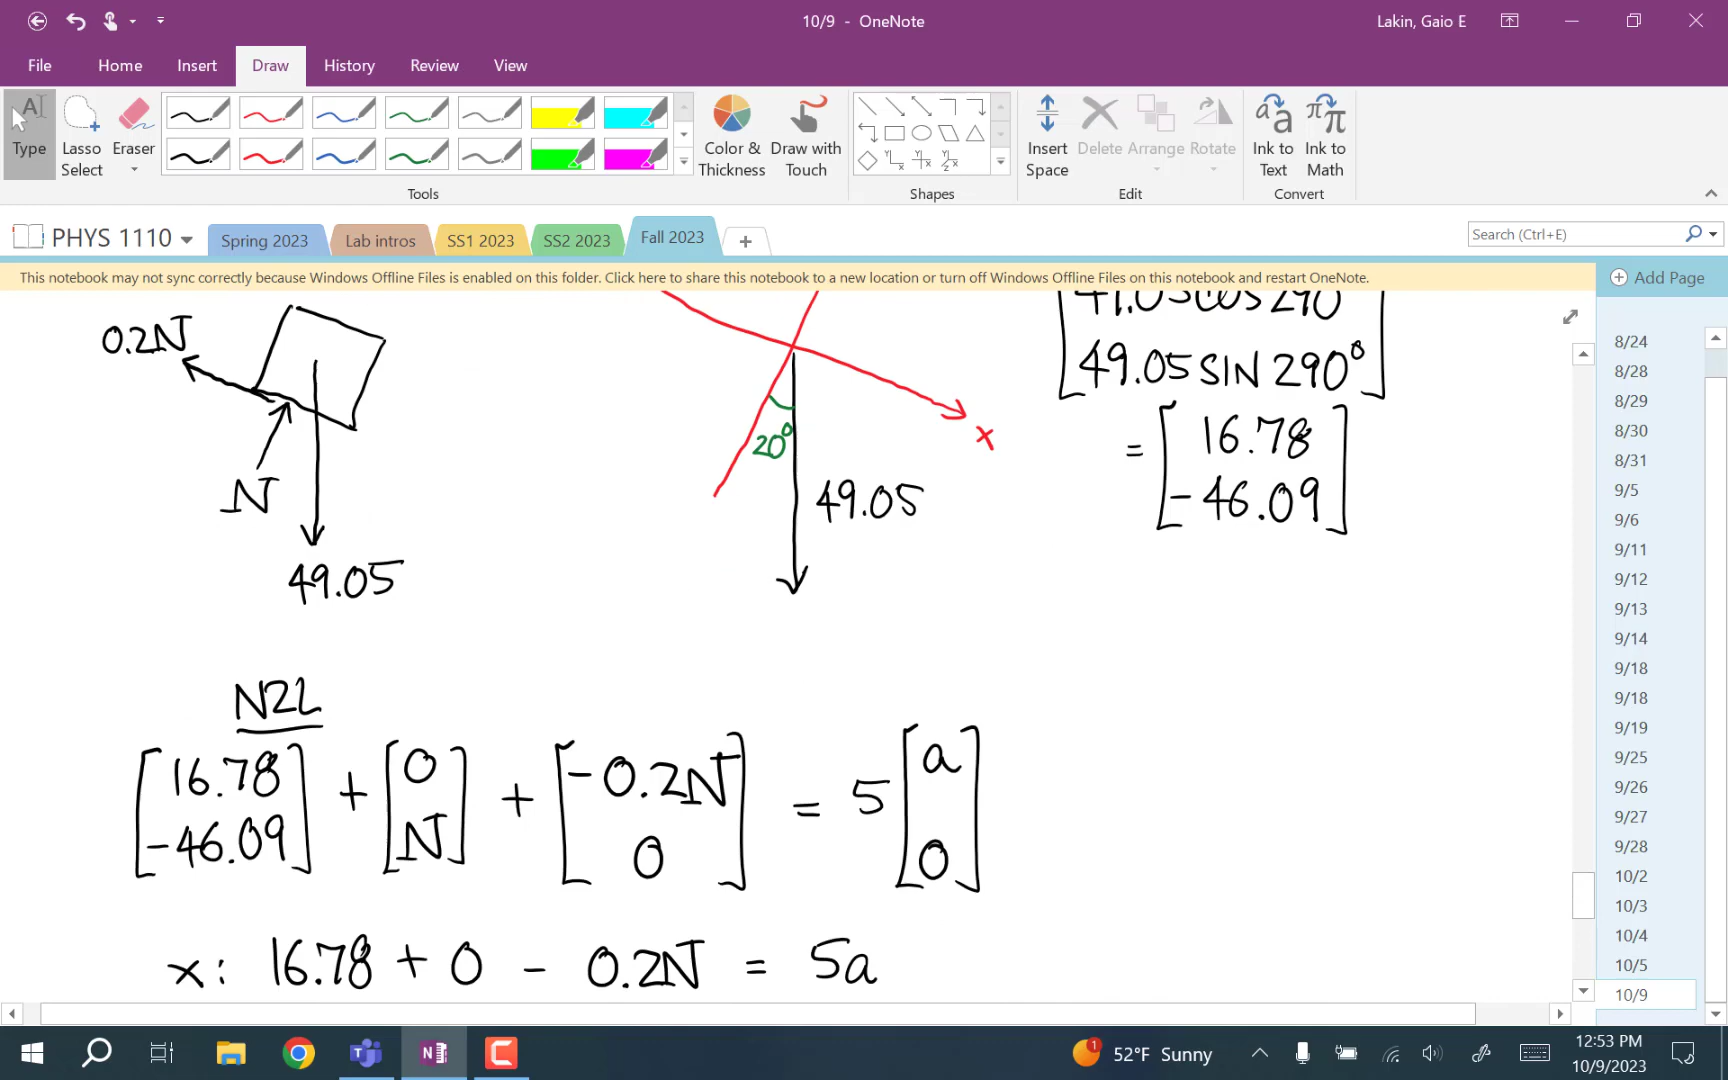 10/9 - OneNote
Lakin, Gaio E
File Home Insert Draw History Review View
Type
Lasso Select
Eraser
Color & Thickness
Draw with Touch
Insert Space
Delete
Arrange
Rotate
Ink to Text
Ink to Math
Tools
Shapes
Edit
Convert
PHYS 1110
Spring 2023
Lab intros
SS1 2023
SS2 2023
Fall 2023
Search (Ctrl+E)
This notebook may not sync correctly because Windows Offline Files is enabled on this folder. Click here to share this notebook to a new location or turn off Windows Offline Files on this notebook and restart OneNote.
Add Page
8/24
8/28
8/29
8/30
8/31
9/5
9/6
9/11
9/12
9/13
9/14
9/18
9/18
9/19
9/25
9/26
9/27
9/28
10/2
10/3
10/4
10/5
10/9
0.2N
N
49.05
20°
x
49.05
49.05 SIN 290°
= [ 16.78
-46.09 ]
N2L
[ 16.78 -46.09 ] + [ 0 N ] + [ -0.2N 0 ] = 5 [ a 0 ]
x: 16.78 + 0 - 0.2N = 5a
1
52°F Sunny
12:53 PM
10/9/2023